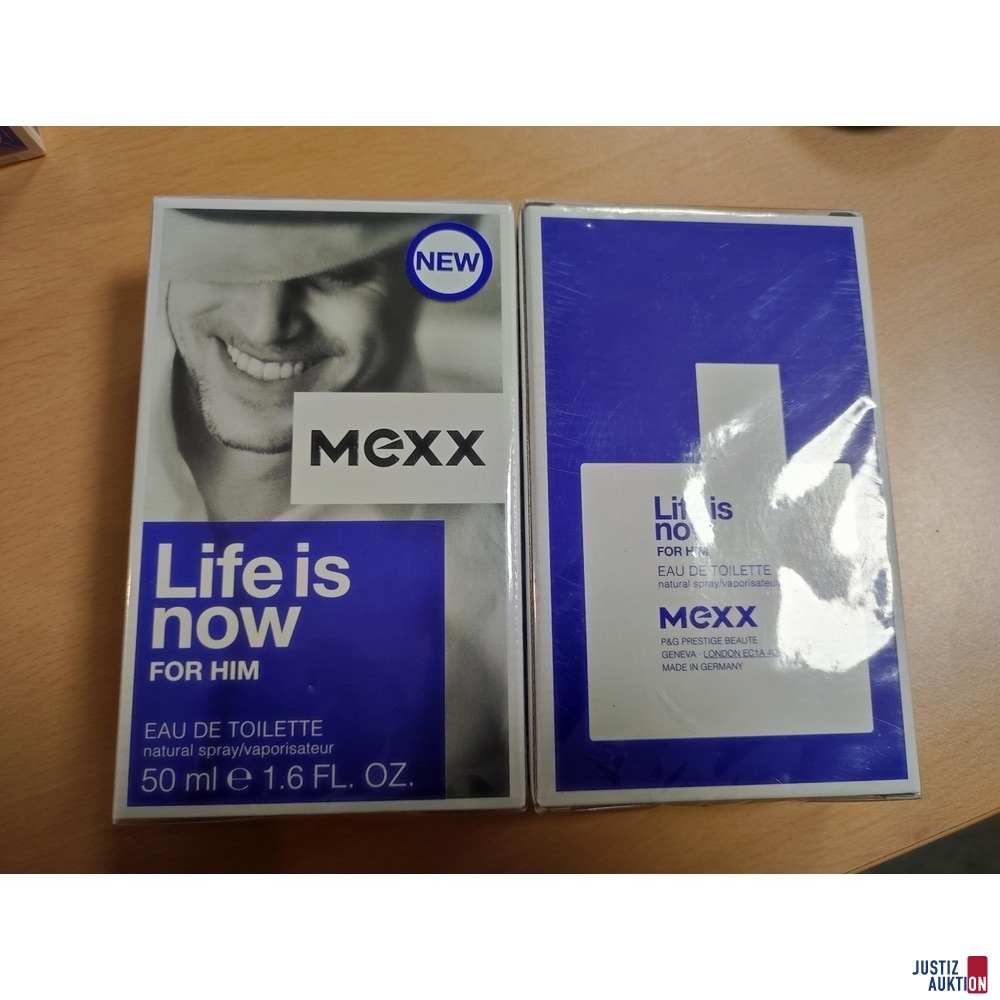 NEW
MEXX
Life is
now
FOR HIM
EAU DE TOILETTE
natural spray/vaporisateur
50 ml ℮ 1.6 FL. OZ.
Life is
now
FOR HIM
EAU DE TOILETTE
natural spray/vaporisateur
MEXX
P&G PRESTIGE BEAUTE
GENEVA · LONDON EC1A
MADE IN GERMANY
JUSTIZ
AUKTION